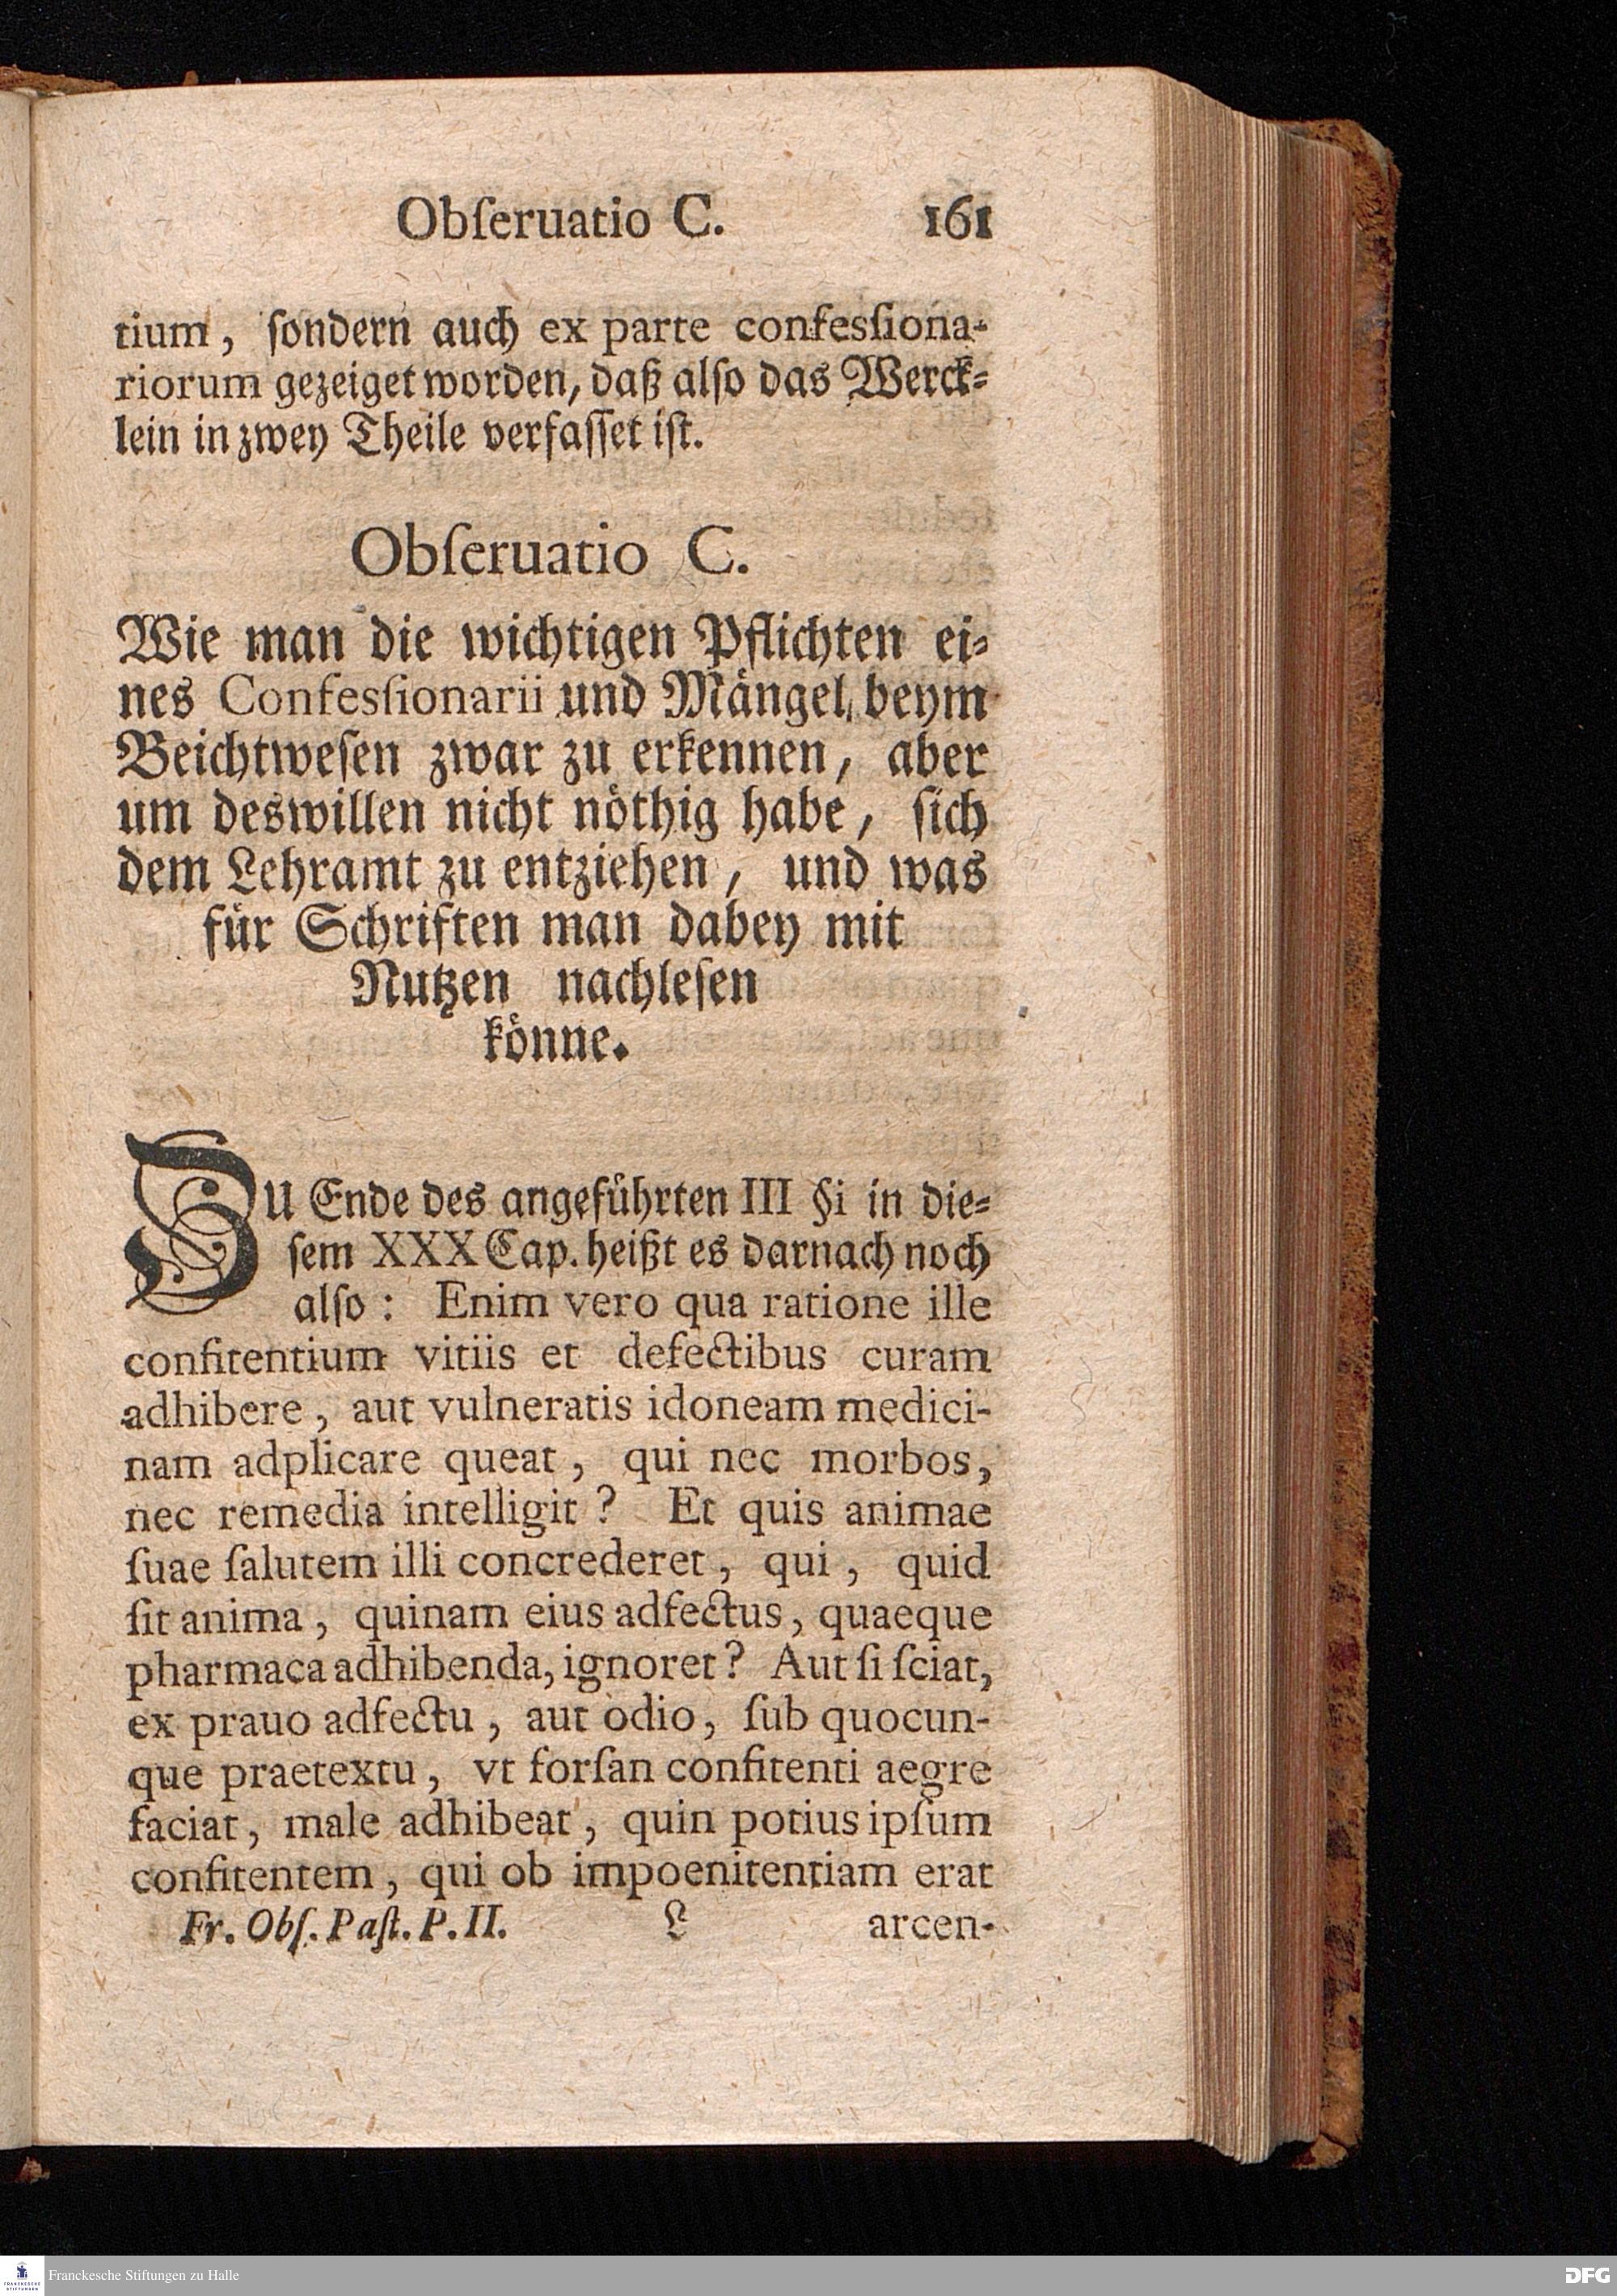 Obſeruatio C. 161
tium, ſondern auch ex parte confesſiona-
riorum gezeiget worden, daß alſo das Werck-
lein in zwey Theile verfaſſet iſt.
Obſeruatio C.
Wie man die wichtigen Pflichten ei-
nes Confesſionarii und Mängel beym
Beichtweſen zwar zu erkennen, aber
um deswillen nicht nöthig habe, ſich
dem Lehramt zu entziehen, und was
für Schriften man dabey mit
Nutzen nachleſen
könne.
Zu Ende des angeführten III §i in die-
ſem XXX Cap. heißt es darnach noch
alſo: Enim vero qua ratione ille
confitentium vitiis et defectibus curam
adhibere, aut vulneratis idoneam medici-
nam adplicare queat, qui nec morbos,
nec remedia intelligit? Et quis animae
ſuae ſalutem illi concrederet, qui, quid
ſit anima, quinam eius adfectus, quaeque
pharmaca adhibenda, ignoret? Aut ſi ſciat,
ex prauo adfectu, aut odio, ſub quocun-
que praetextu, vt forſan confitenti aegre
faciat, male adhibeat, quin potius ipſum
confitentem, qui ob impoenitentiam erat
Fr. Obſ. Paſt. P. II. L arcen-
FRANCKESCHE
STIFTUNGEN
Franckesche Stiftungen zu Halle
DFG